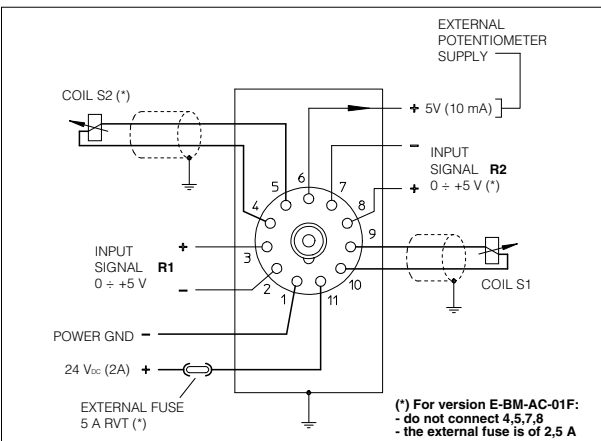 EXTERNAL
POTENTIOMETER
SUPPLY
COIL S2 (*)
+ 5V (10 mA)
6
5
7
–
INPUT
SIGNAL R2
4
8
+
0 ÷ +5 V (*)
9
INPUT
SIGNAL R1
0 ÷ +5 V
+
3
–
2
10
1
11
COIL S1
POWER GND –
24 VDC (2A) +
EXTERNAL FUSE
5 A RVT (*)
(*) For version E-BM-AC-01F:
- do not connect 4,5,7,8
- the external fuse is of 2,5 A